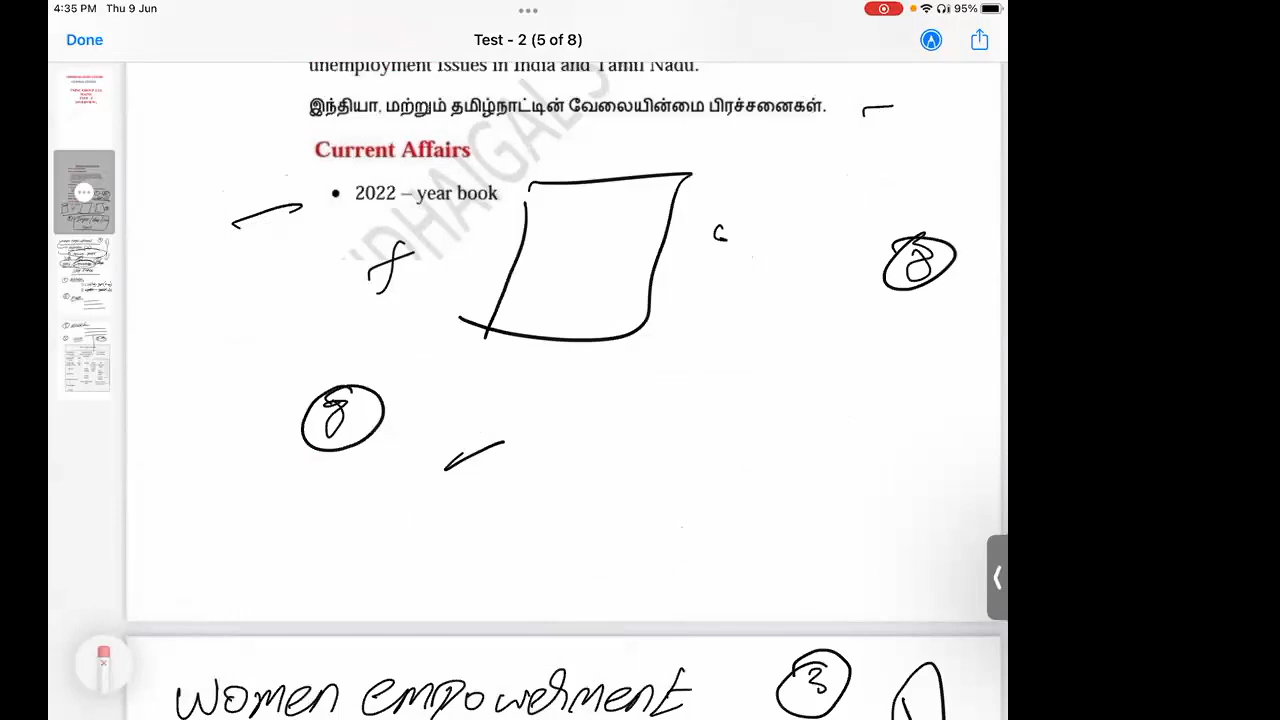 4:35 PM Thu 9 Jun
95%
Done
Test - 2 (5 of 8)
unemployment Issues in India and Tamil Nadu.
இந்தியா, மற்றும் தமிழ்நாட்டின் வேலையின்மை பிரச்சனைகள்.
Current Affairs
• 2022 – year book
8
women empowerment
3